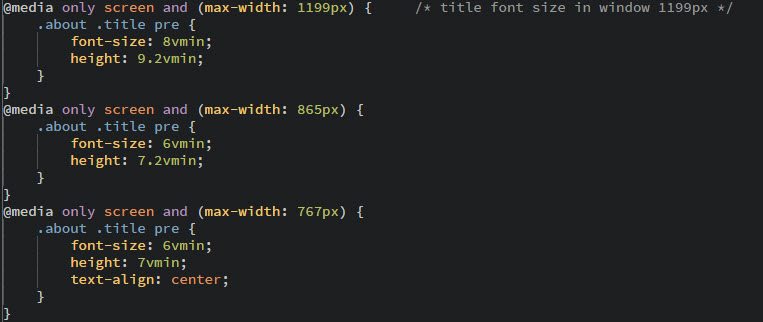 @media only screen and (max-width: 1199px) {     /* title font size in window 1199px */
    .about .title pre {
        font-size: 8vmin;
        height: 9.2vmin;
    }
}
@media only screen and (max-width: 865px) {
    .about .title pre {
        font-size: 6vmin;
        height: 7.2vmin;
    }
}
@media only screen and (max-width: 767px) {
    .about .title pre {
        font-size: 6vmin;
        height: 7vmin;
        text-align: center;
    }
}